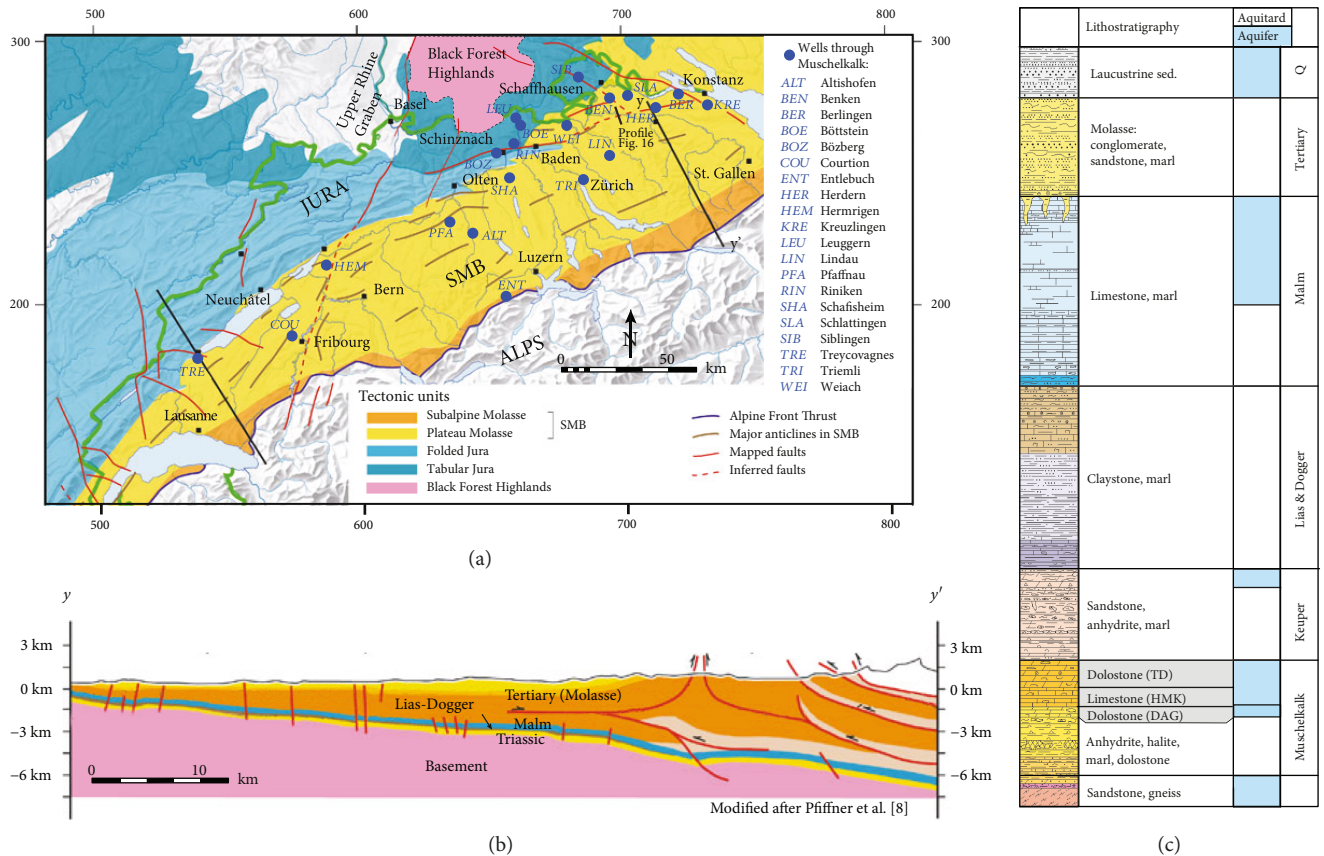 500
600
700
800
300
300
200
200
500
600
700
800
Upper Rhine
Graben
Black Forest
Highlands
Basel
SIB
Schaffhausen
SLA
Konstanz
LEU
BEN
y
HER
BER
KRE
BOE
WEI
Profile
Fig. 16
Schinznach
RIN
LIN
Baden
BOZ
St. Gallen
Olten
SHA
TRI
Zürich
JURA
PFA
ALT
y'
HEM
SMB
Luzern
Neuchâtel
Bern
ENT
COU
Fribourg
ALPS
N
0
50
km
TRE
Lausanne
Wells through
Muschelkalk:
ALT Altishofen
BEN Benken
BER Berlingen
BOE Böttstein
BOZ Bözberg
COU Courtion
ENT Entlebuch
HER Herdern
HEM Hermrigen
KRE Kreuzlingen
LEU Leuggern
LIN Lindau
PFA Pfaffnau
RIN Riniken
SHA Schafisheim
SLA Schlattingen
SIB Siblingen
TRE Treycovagnes
TRI Triemli
WEI Weiach
Tectonic units
Subalpine Molasse
Plateau Molasse
SMB
Folded Jura
Tabular Jura
Black Forest Highlands
Alpine Front Thrust
Major anticlines in SMB
Mapped faults
Inferred faults
(a)
y
y'
3 km
0 km
−3 km
−6 km
3 km
0 km
−3 km
−6 km
Tertiary (Molasse)
Lias-Dogger
Malm
Triassic
Basement
0
10
km
Modified after Pfiffner et al. [8]
(b)
Lithostratigraphy
Aquitard
Aquifer
Laucustrine sed.
Q
Molasse:
conglomerate,
sandstone, marl
Tertiary
Limestone, marl
Malm
Claystone, marl
Lias & Dogger
Sandstone,
anhydrite, marl
Keuper
Dolostone (TD)
Limestone (HMK)
Dolostone (DAG)
Anhydrite, halite,
marl, dolostone
Muschelkalk
Sandstone, gneiss
(c)